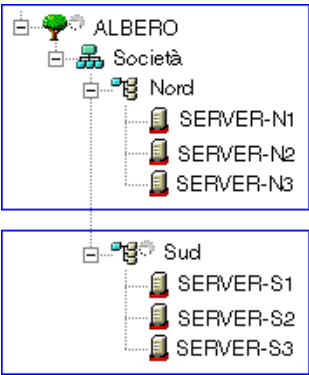 ALBERO
Società
Nord
SERVER-N1
SERVER-N2
SERVER-N3
Sud
SERVER-S1
SERVER-S2
SERVER-S3